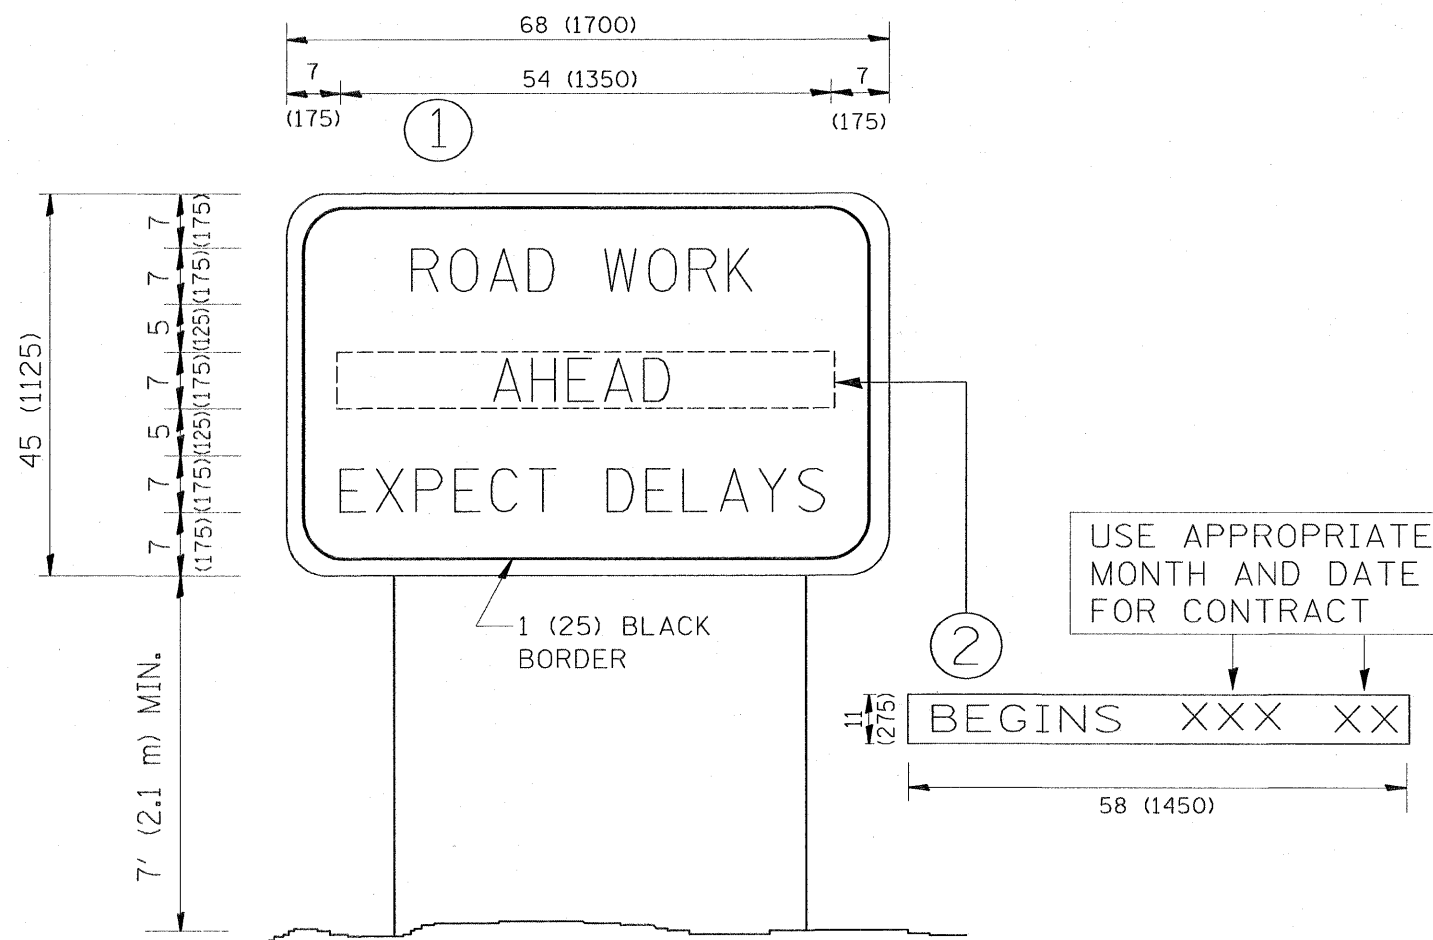 68 (1700)
7 54 (1350) 7
(175) (175)
1
45 (1125)
7 (175)
7 (175)
5 (125)
7 (175)
5 (125)
7 (175)
7 (175)
ROAD WORK
AHEAD
EXPECT DELAYS
1 (25) BLACK
BORDER
7' (2.1 m) MIN.
USE APPROPRIATE
MONTH AND DATE
FOR CONTRACT
2
11
(275)
BEGINS XXX XX
58 (1450)